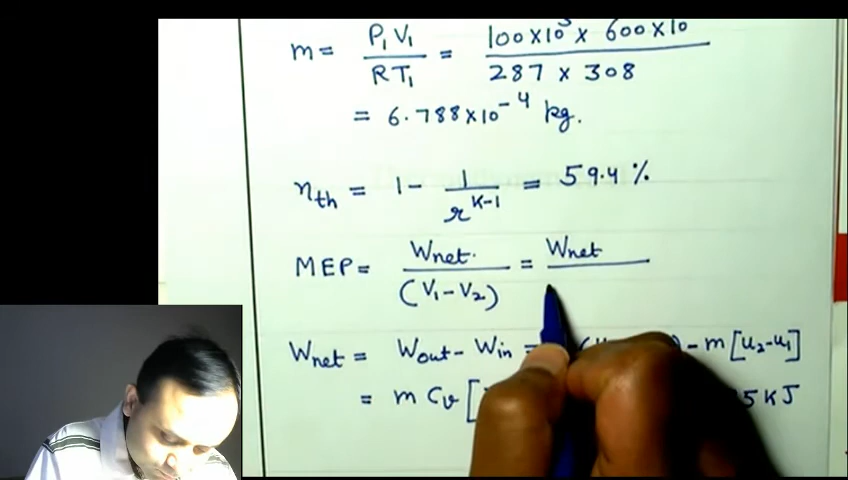 m = P₁V₁ / RT₁ = 100×10³ × 600×10 / 287 × 308
= 6.788×10⁻⁴ kg.
η_th = 1 - 1 / r^(K-1) = 59.4 %
MEP = Wnet. / (V₁-V₂) = Wnet
Wnet = Wout - Win = - m[u₂-u₁]
= m Cv [ 5 KJ